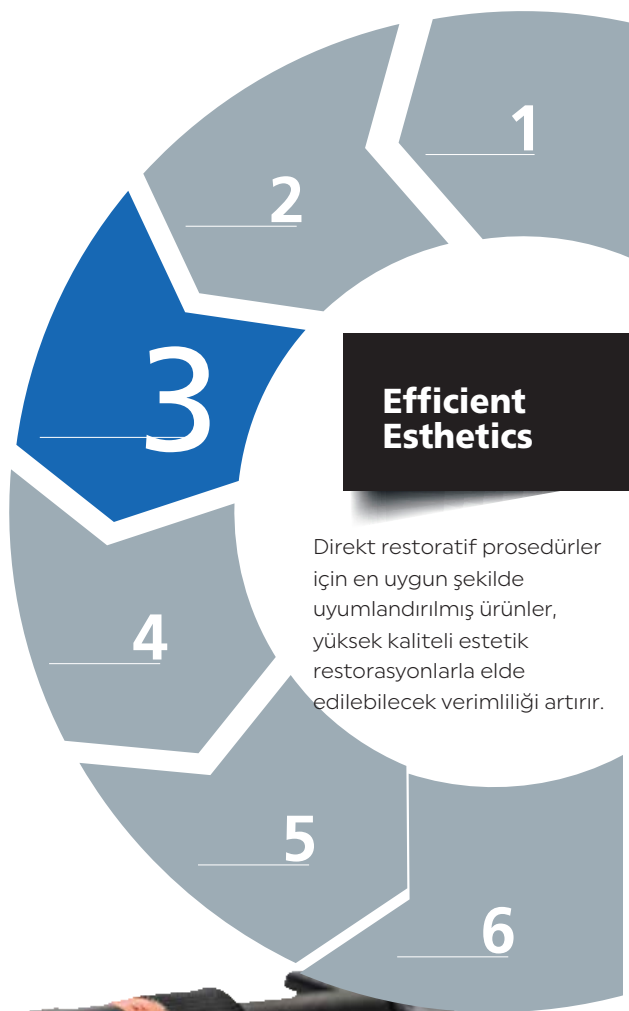 1
2
3
Efficient
Esthetics
Direkt restoratif prosedürler
için en uygun şekilde
uyumlandırılmış ürünler,
yüksek kaliteli estetik
restorasyonlarla elde
edilebilecek verimliliği artırır.
4
5
6